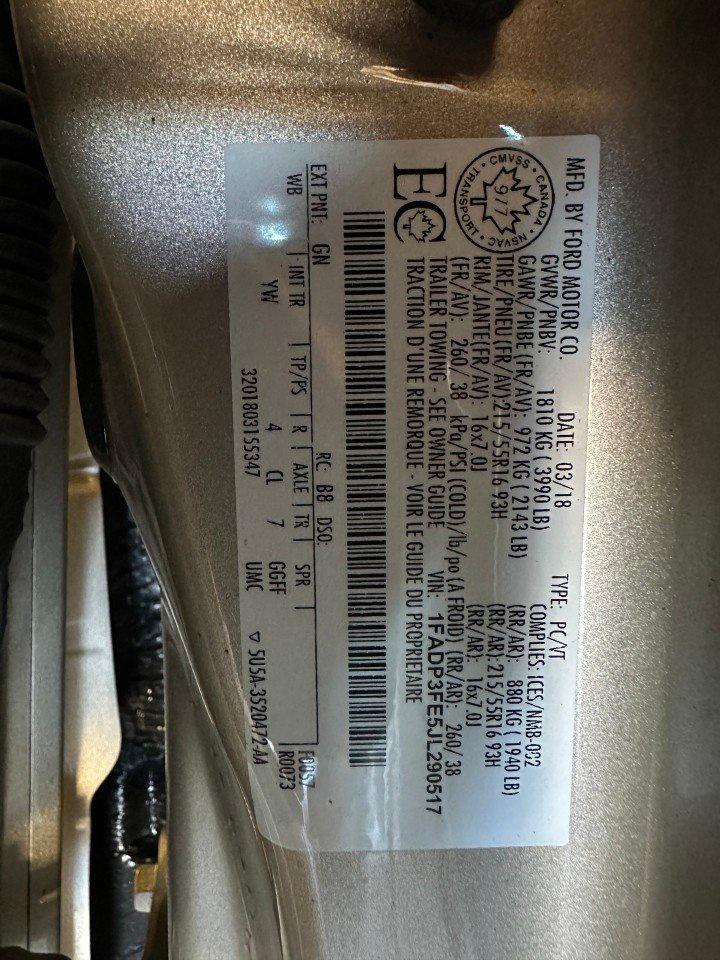 MFD. BY FORD MOTOR CO. DATE: 03/18 TYPE: PC/VT
GVWR/PNBV: 1810 KG ( 3990 LB) COMPLIES: ICES/NMB-002
GAWR/PNBE (FR/AV): 972 KG ( 2143 LB) (RR/AR): 880 KG ( 1940 LB)
TIRE/PNEU (FR/AV):215/55R16 93H (RR/AR):215/55R16 93H
RIM/JANTE(FR/AV): 16x7.0J (RR/AR): 16x7.0J
(FR/AV): 260/ 38 kPa/PSI (COLD)/lb/po (A FROID) (RR/AR): 260/38
TRAILER TOWING - SEE OWNER GUIDE VIN: 1FADP3FE5JL290517
TRACTION D'UNE REMORQUE - VOIR LE GUIDE DU PROPRIETAIRE
CMVSS · CANADA
977
TRANSPORT · NSVAC
EC
F0057
EXT PNT: GN RC: B8 DSO: R0073
WB | INT TR | TP/PS | R | AXLE | TR | SPR |
YW 4 CL 7 GGFF
UMC 5U5A-3520472-AA
3201803155347